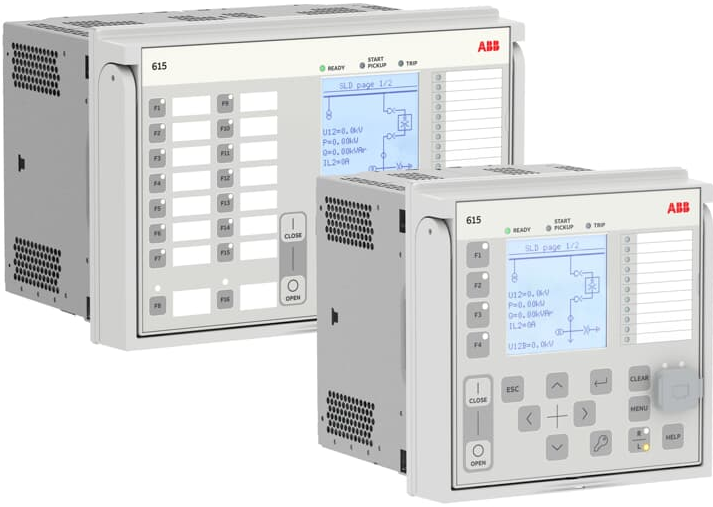 ABB
615
READY
START
PICKUP
TRIP
SLD page 1/2
U12=0.0kV
P=0.00kW
Q=0.00kVAr
IL2=0A
F1
F9
F2
F10
F3
F11
F4
F12
F5
F13
F6
F14
F7
F15
F8
F16
CLOSE
OPEN
ABB
615
READY
START
PICKUP
TRIP
SLD page 1/2
U12=0.0kV
P=0.00kW
Q=0.00kVAr
IL2=0A
U12B=0.0kV
F1
F2
F3
F4
CLOSE
OPEN
ESC
CLEAR
MENU
R
L
HELP